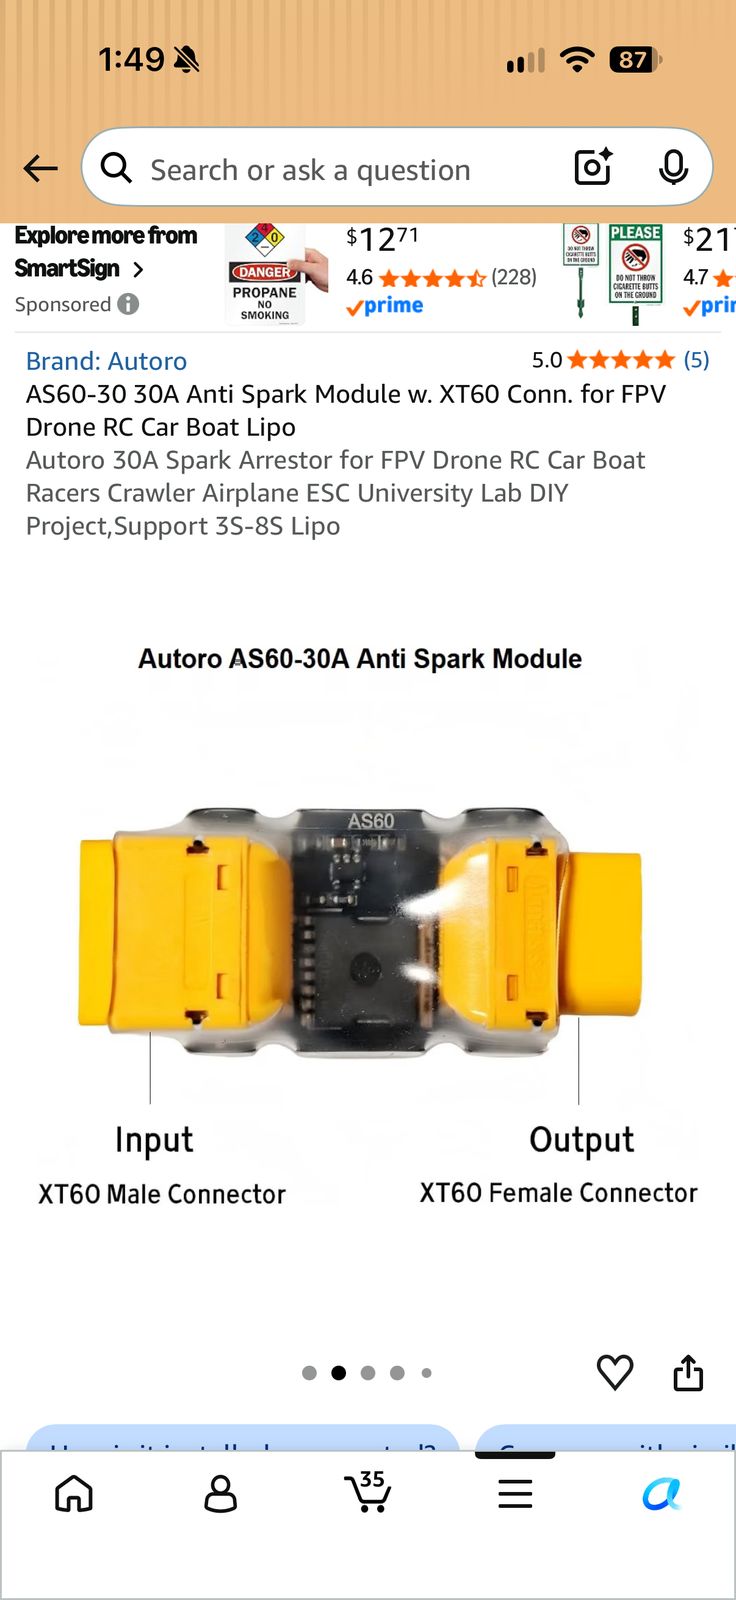 1:49
87
Search or ask a question
Explore more from
SmartSign
Sponsored
DANGER
PROPANE
NO
SMOKING
$12 71
4.6 (228)
prime
PLEASE
DO NOT THROW
CIGARETTE BUTTS
ON THE GROUND
$21
4.7
Brand: Autoro
5.0 (5)
AS60-30 30A Anti Spark Module w. XT60 Conn. for FPV
Drone RC Car Boat Lipo
Autoro 30A Spark Arrestor for FPV Drone RC Car Boat
Racers Crawler Airplane ESC University Lab DIY
Project,Support 3S-8S Lipo
Autoro AS60-30A Anti Spark Module
AS60
Input
Output
XT60 Male Connector
XT60 Female Connector
35